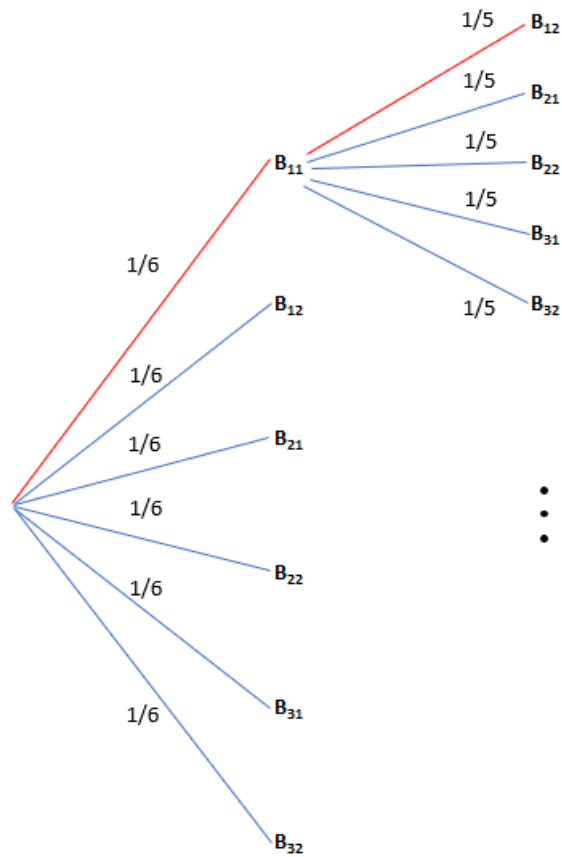 1/5 B₁₂
1/5 B₂₁
1/5 B₂₂
B₁₁
1/5 B₃₁
1/6
1/5 B₃₂
B₁₂
1/6
1/6 B₂₁
1/6
B₂₂
1/6
B₃₁
1/6
B₃₂